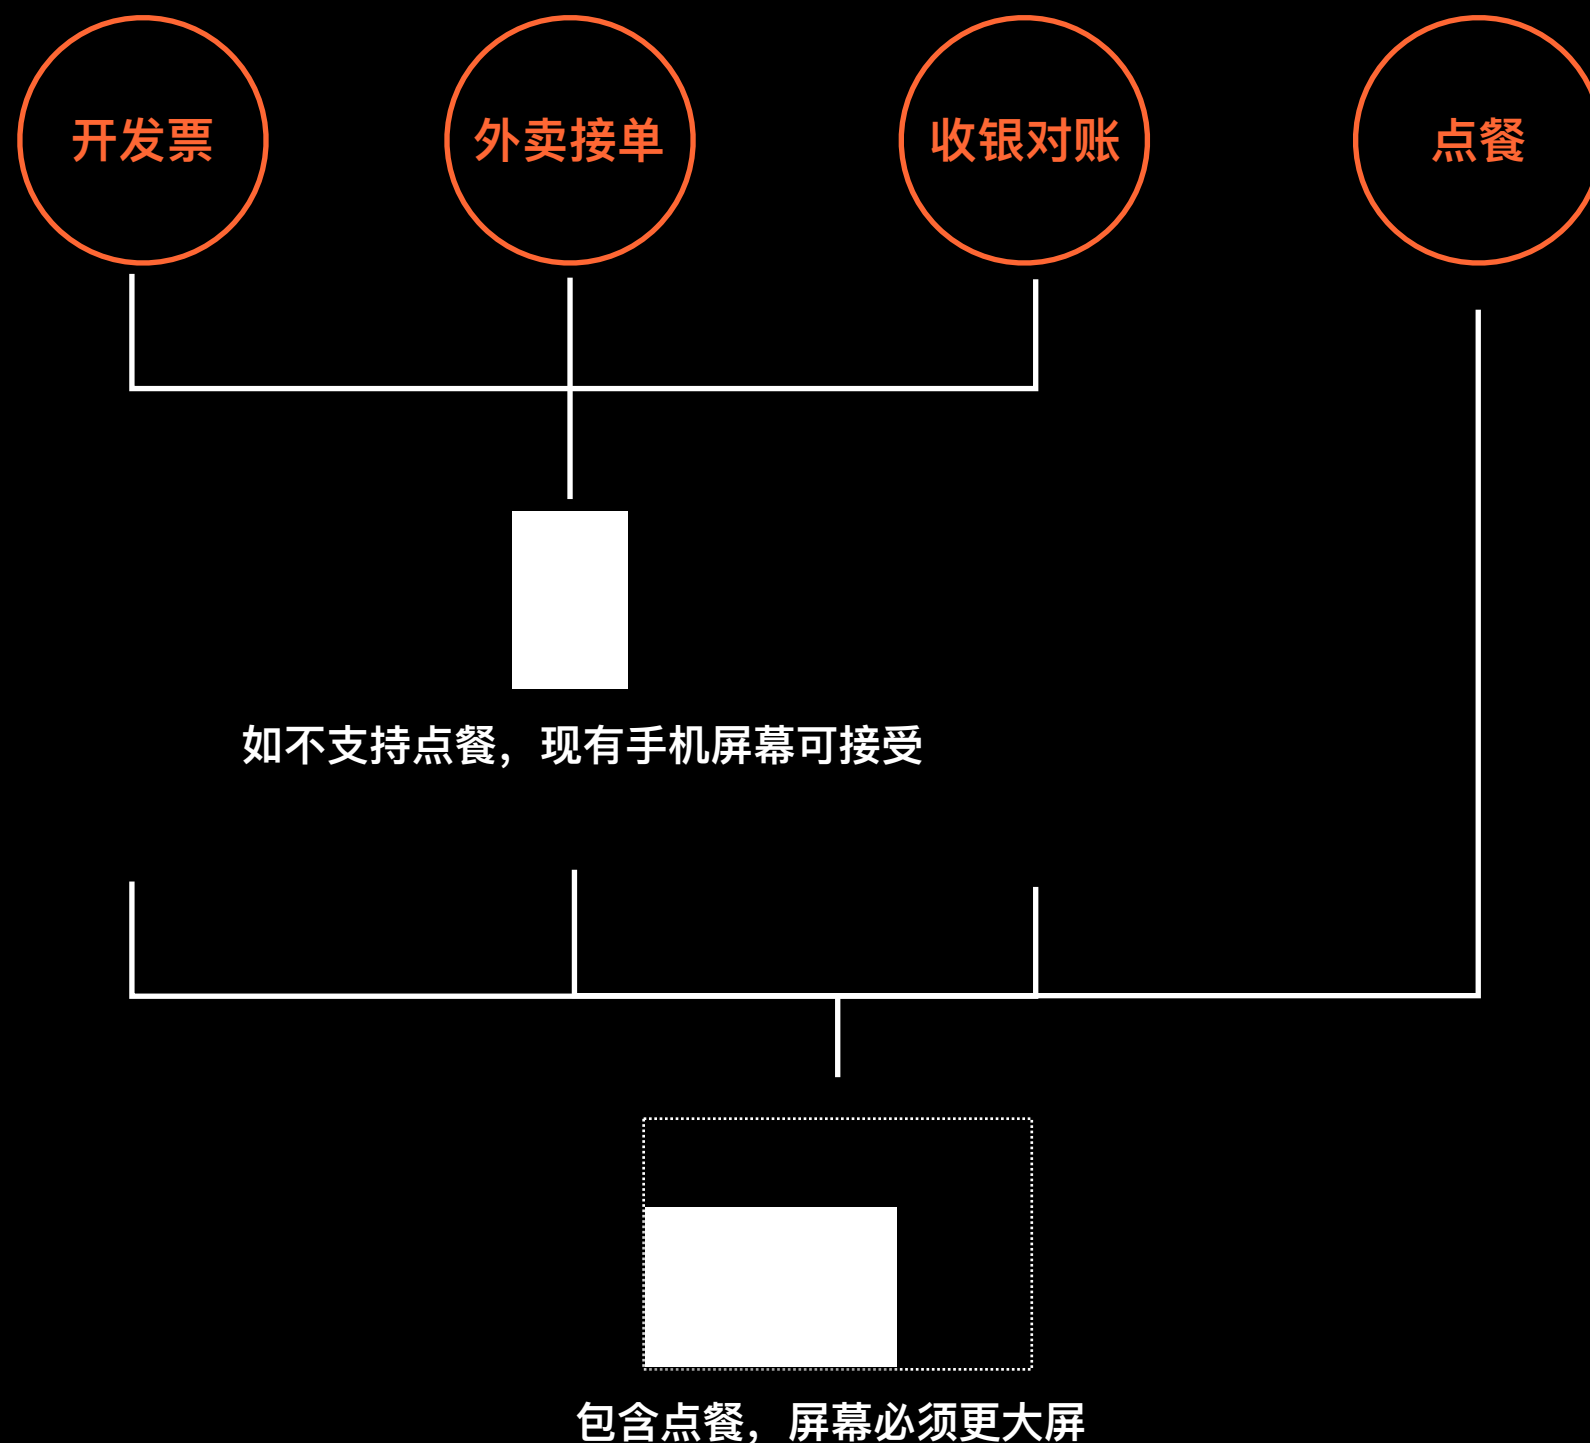 开发票
外卖接单
收银对账
点餐
如不支持点餐，现有手机屏幕可接受
包含点餐，屏幕必须更大屏